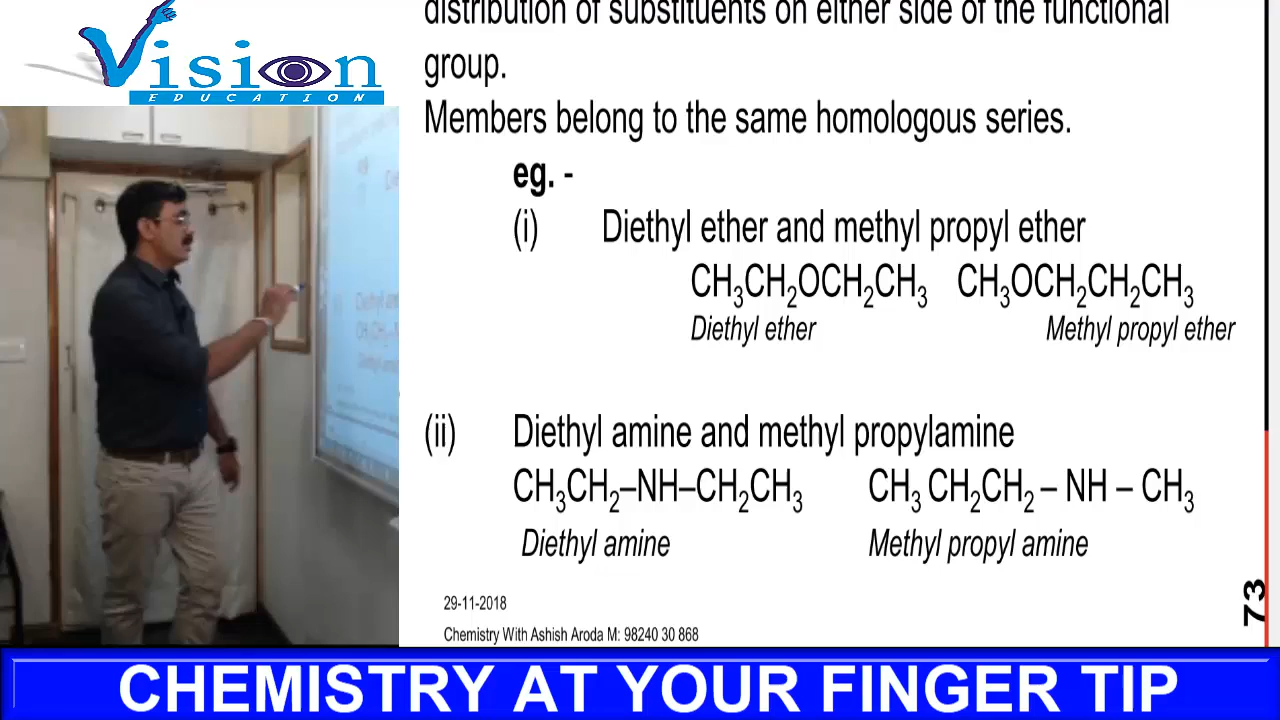 Vision
EDUCATION
distribution of substituents on either side of the functional
group.
Members belong to the same homologous series.
eg. -
(i) Diethyl ether and methyl propyl ether
CH₃CH₂OCH₂CH₃ CH₃OCH₂CH₂CH₃
Diethyl ether Methyl propyl ether
(ii) Diethyl amine and methyl propylamine
CH₃CH₂–NH–CH₂CH₃ CH₃ CH₂CH₂ – NH – CH₃
Diethyl amine Methyl propyl amine
29-11-2018
Chemistry With Ashish Aroda M: 98240 30 868
73
CHEMISTRY AT YOUR FINGER TIP